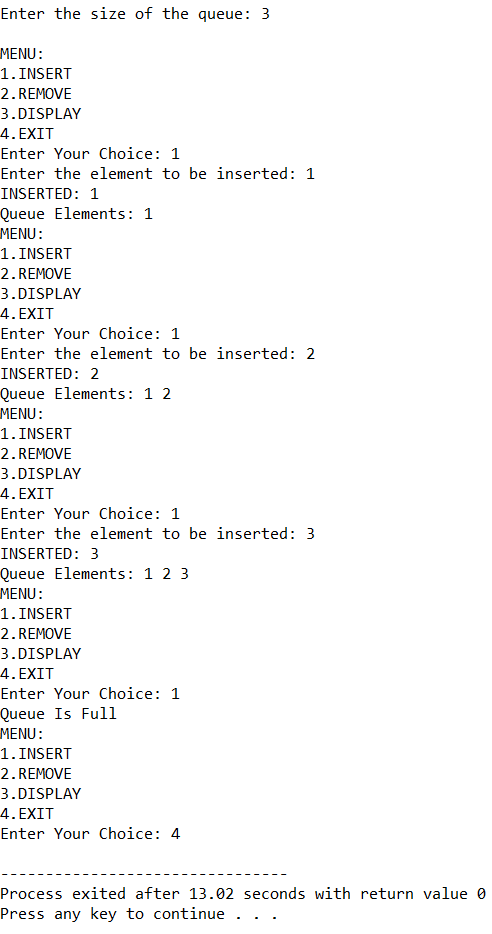 Enter the size of the queue: 3
MENU:
1.INSERT
2.REMOVE
3.DISPLAY
4.EXIT
Enter Your Choice: 1
Enter the element to be inserted: 1
INSERTED: 1
Queue Elements: 1
MENU:
1.INSERT
2.REMOVE
3.DISPLAY
4.EXIT
Enter Your Choice: 1
Enter the element to be inserted: 2
INSERTED: 2
Queue Elements: 1 2
MENU:
1.INSERT
2.REMOVE
3.DISPLAY
4.EXIT
Enter Your Choice: 1
Enter the element to be inserted: 3
INSERTED: 3
Queue Elements: 1 2 3
MENU:
1.INSERT
2.REMOVE
3.DISPLAY
4.EXIT
Enter Your Choice: 1
Queue Is Full
MENU:
1.INSERT
2.REMOVE
3.DISPLAY
4.EXIT
Enter Your Choice: 4
--------------------------------
Process exited after 13.02 seconds with return value 0
Press any key to continue . . .